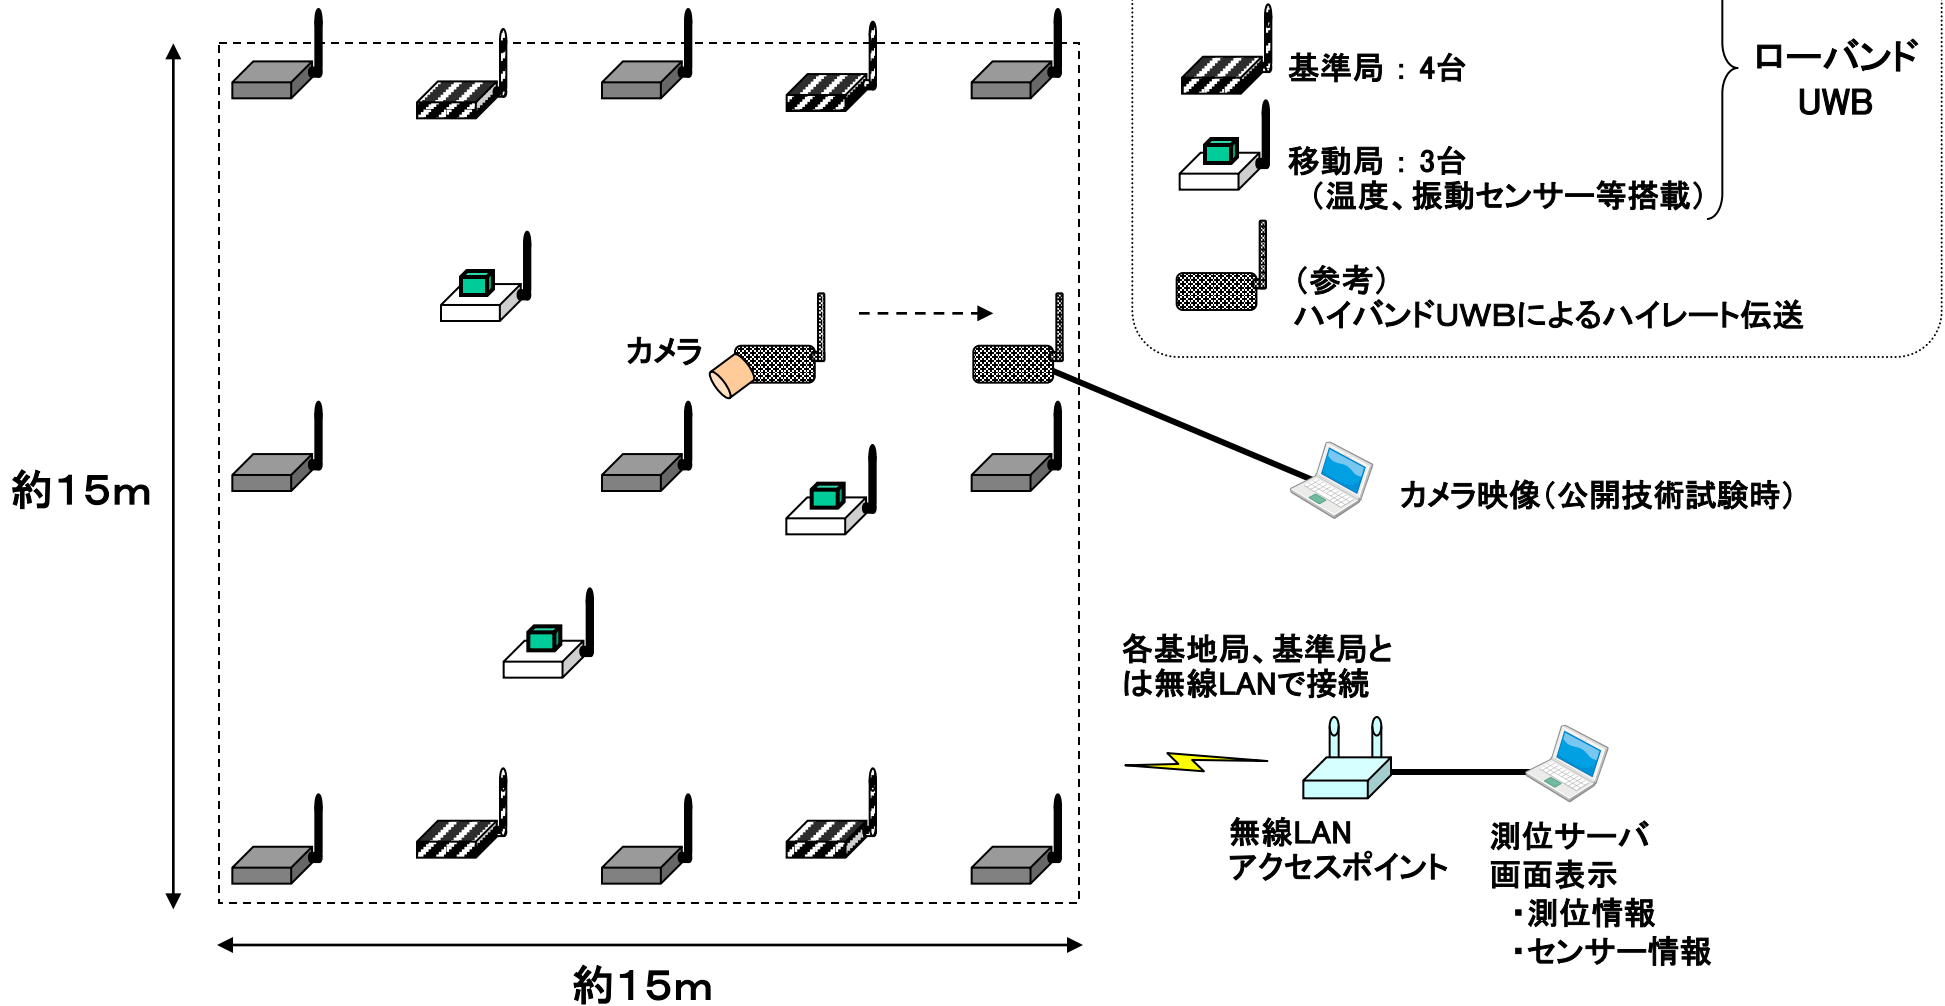 基準局 : 4台
ローバンド
UWB
移動局 : 3台
(温度、振動センサー等搭載)
(参考)
ハイバンドUWBによるハイレート伝送
カメラ
約15m
カメラ映像(公開技術試験時)
各基地局、基準局と
は無線LANで接続
無線LAN
アクセスポイント
測位サーバ
画面表示
・測位情報
・センサー情報
約15m